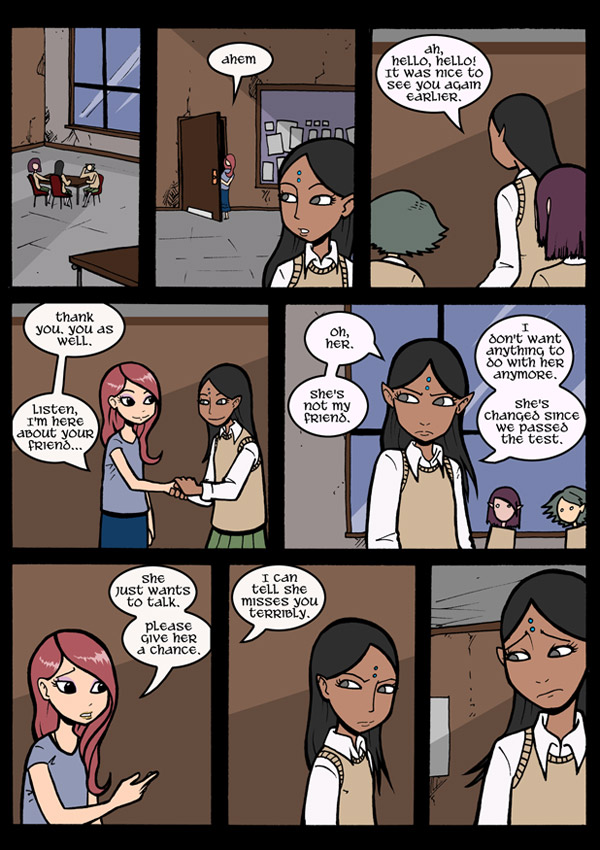 ahem
ah,
hello, hello!
It was nice to
see you again
earlier.
thank
you. you as
well.
Listen,
I'm here
about your
friend...
oh,
her.
she's
not my
friend.
I
don't want
anything to
do with her
anymore.
she's
changed since
we passed
the test.
she
just wants
to talk.
please
give her
a chance.
I can
tell she
misses you
terribly.